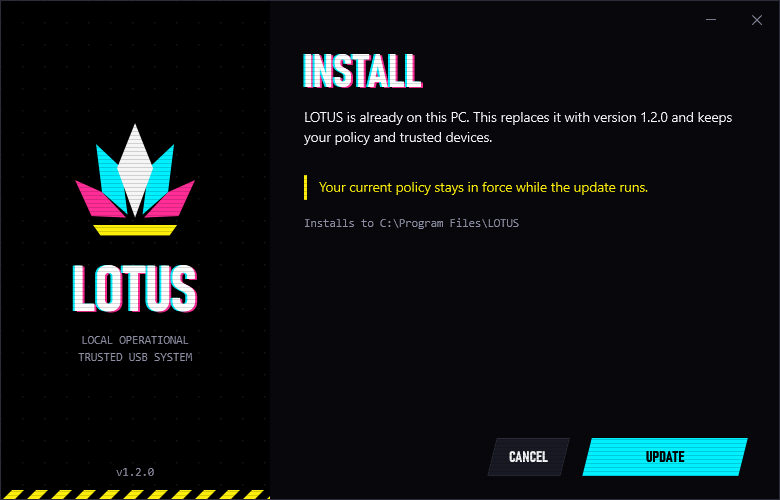 LOTUS
LOCAL OPERATIONAL
TRUSTED USB SYSTEM
v1.2.0
INSTALL
LOTUS is already on this PC. This replaces it with version 1.2.0 and keeps
your policy and trusted devices.
Your current policy stays in force while the update runs.
Installs to C:\Program Files\LOTUS
CANCEL
UPDATE